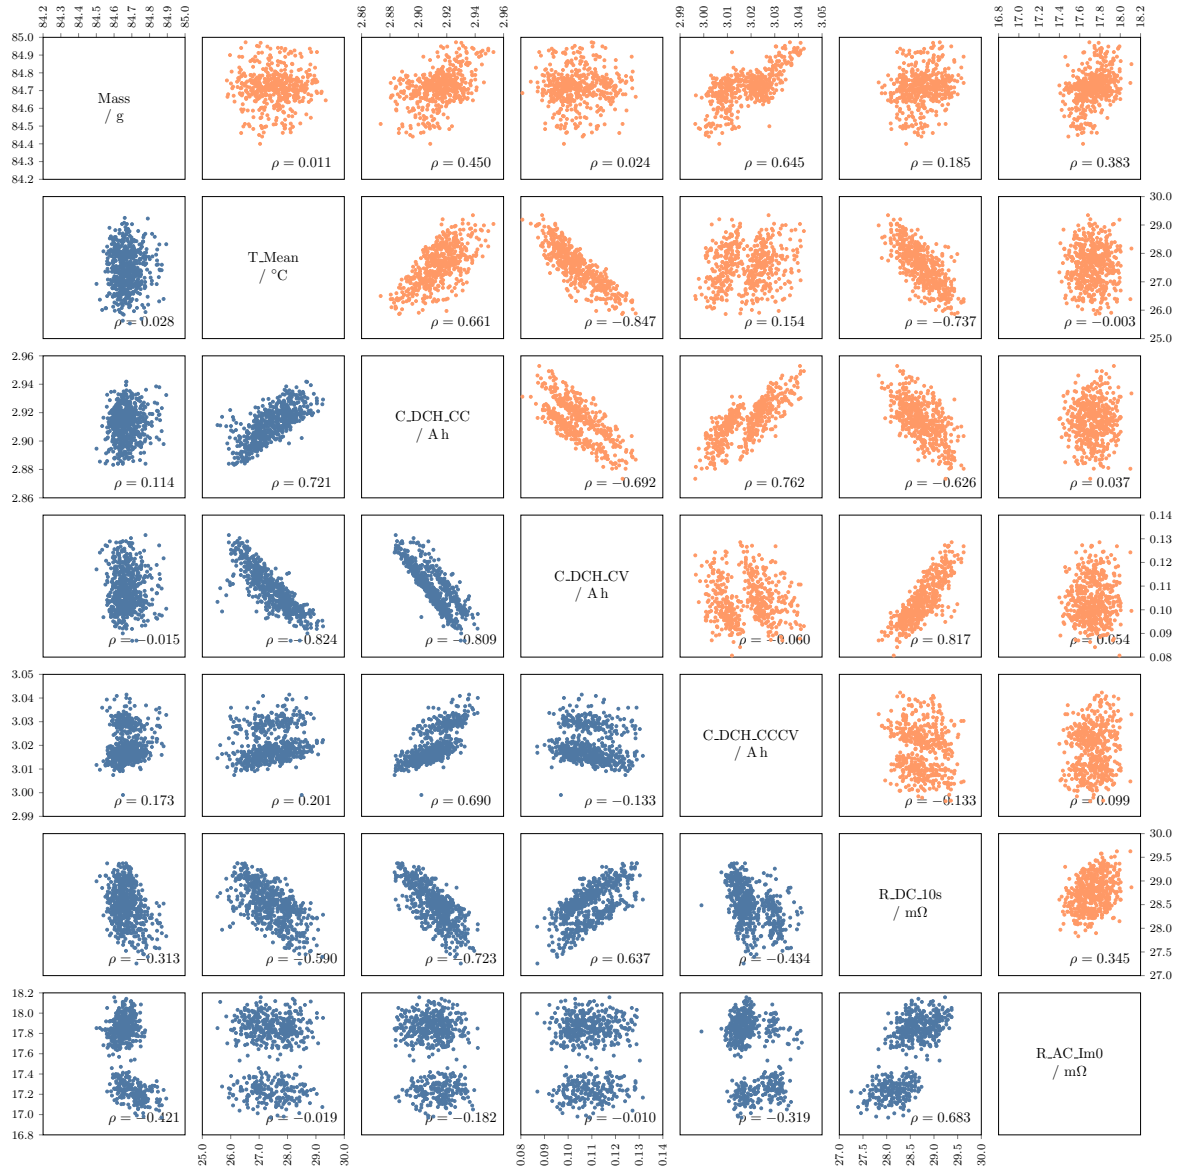 84.2 84.3 84.4 84.5 84.6 84.7 84.8 84.9 85.0
2.86 2.88 2.90 2.92 2.94 2.96
2.99 3.00 3.01 3.02 3.03 3.04 3.05
16.8 17.0 17.2 17.4 17.6 17.8 18.0 18.2
85.0
84.9
84.8
84.7
84.6
84.5
84.4
84.3
84.2
Mass
/ g
ρ = 0.011
ρ = 0.450
ρ = 0.024
ρ = 0.645
ρ = 0.185
ρ = 0.383
T_Mean
/ °C
30.0
29.0
28.0
27.0
26.0
25.0
ρ = 0.028
ρ = 0.661
ρ = −0.847
ρ = 0.154
ρ = −0.737
ρ = −0.003
2.96
2.94
2.92
2.90
2.88
2.86
C_DCH_CC
/ A h
ρ = 0.114
ρ = 0.721
ρ = −0.692
ρ = 0.762
ρ = −0.626
ρ = 0.037
C_DCH_CV
/ A h
0.14
0.13
0.12
0.11
0.10
0.09
0.08
ρ = −0.015
ρ = −0.824
ρ = −0.809
ρ = −0.060
ρ = 0.817
ρ = 0.054
3.05
3.04
3.03
3.02
3.01
3.00
2.99
C_DCH_CCCV
/ A h
ρ = 0.173
ρ = 0.201
ρ = 0.690
ρ = −0.133
ρ = −0.133
ρ = 0.099
R_DC_10s
/ mΩ
30.0
29.5
29.0
28.5
28.0
27.5
27.0
ρ = −0.313
ρ = −0.590
ρ = −0.723
ρ = 0.637
ρ = −0.434
ρ = 0.345
18.2
18.0
17.8
17.6
17.4
17.2
17.0
16.8
R_AC_Im0
/ mΩ
ρ = −0.421
ρ = −0.019
ρ = −0.182
ρ = −0.010
ρ = −0.319
ρ = 0.683
25.0 26.0 27.0 28.0 29.0 30.0
0.08 0.09 0.10 0.11 0.12 0.13 0.14
27.0 27.5 28.0 28.5 29.0 29.5 30.0